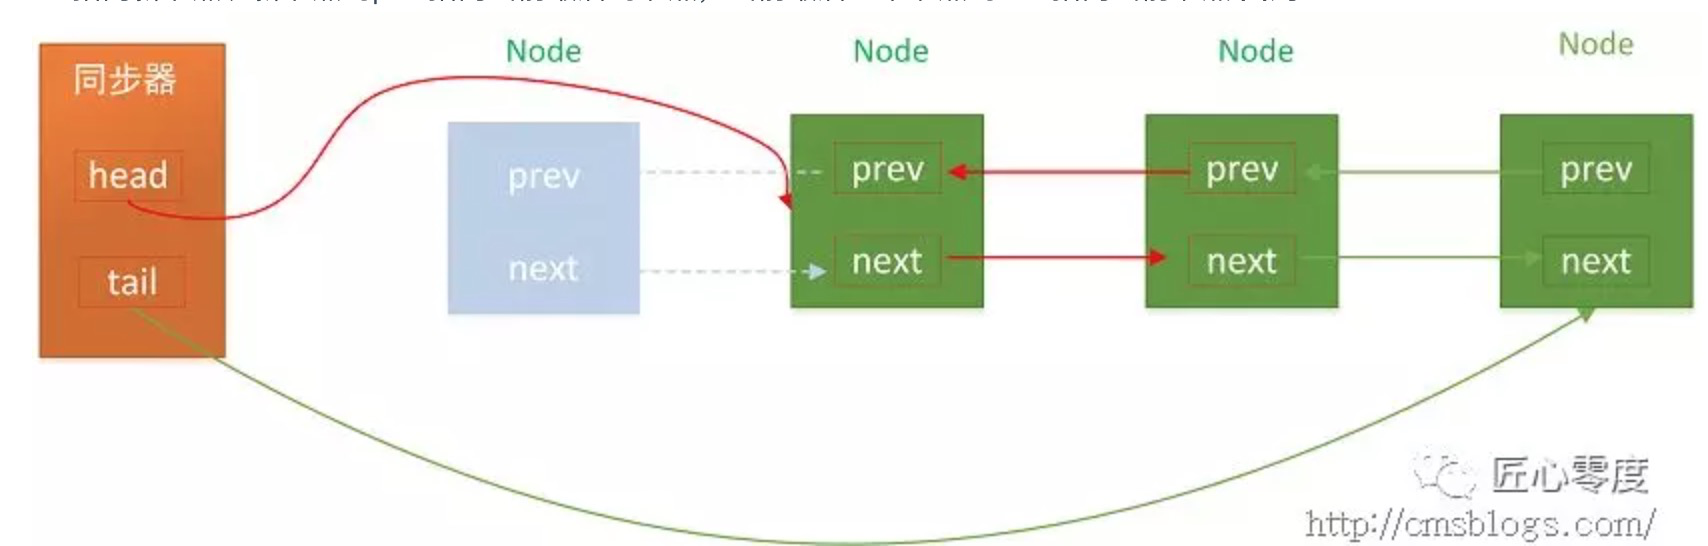 Node Node Node Node
同步器
head
tail
prev
next
prev
next
prev
next
prev
next
匠心零度
http://cmsblogs.com/